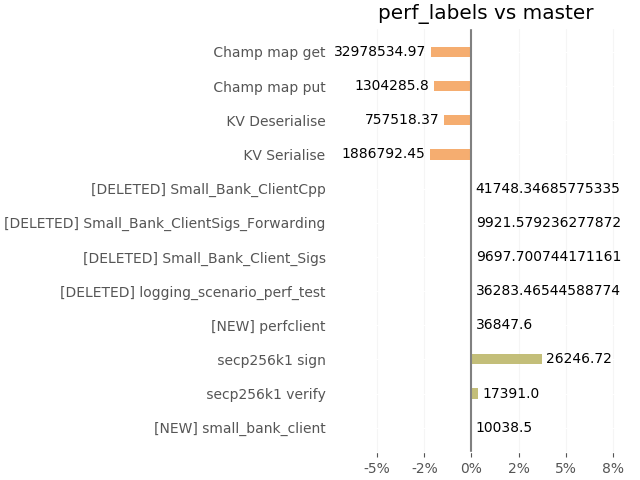 perf_labels vs master
Champ map get 32978534.97
Champ map put 1304285.8
KV Deserialise 757518.37
KV Serialise 1886792.45
[DELETED] Small_Bank_ClientCpp 41748.34685775335
[DELETED] Small_Bank_ClientSigs_Forwarding 9921.579236277872
[DELETED] Small_Bank_Client_Sigs 9697.700744171161
[DELETED] logging_scenario_perf_test 36283.46544588774
[NEW] perfclient 36847.6
secp256k1 sign 26246.72
secp256k1 verify 17391.0
[NEW] small_bank_client 10038.5
-5% -2% 0% 2% 5% 8%